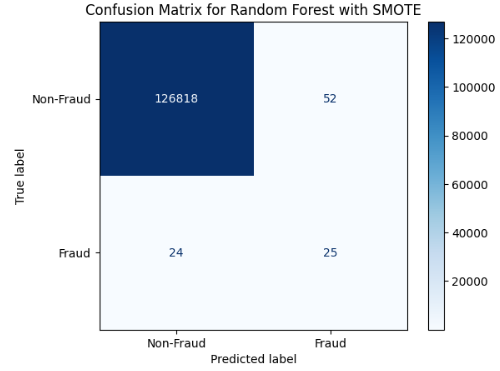 Confusion Matrix for Random Forest with SMOTE
Non-Fraud
126818
52
Fraud
24
25
Non-Fraud
Fraud
Predicted label
True label
120000
100000
80000
60000
40000
20000